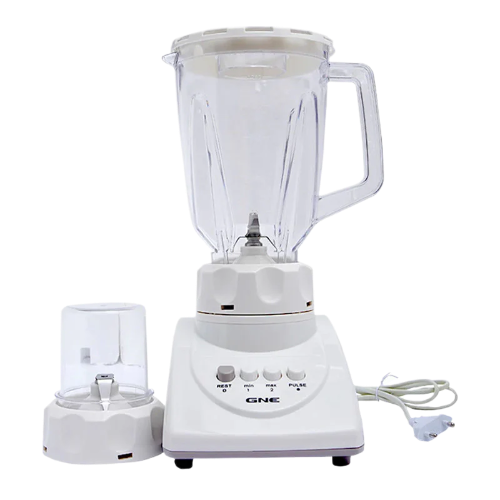 REST min max PULSE
0 1 2 ●
GNE